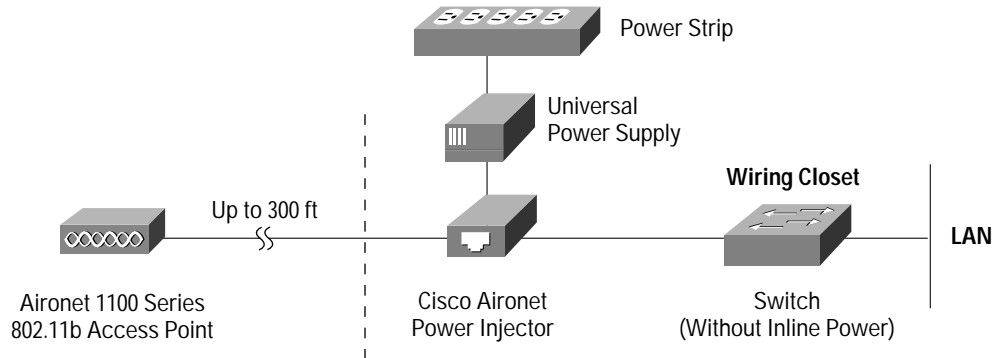 Power Strip
Universal
Power Supply
Wiring Closet
Up to 300 ft
LAN
Aironet 1100 Series
802.11b Access Point
Cisco Aironet
Power Injector
Switch
(Without Inline Power)